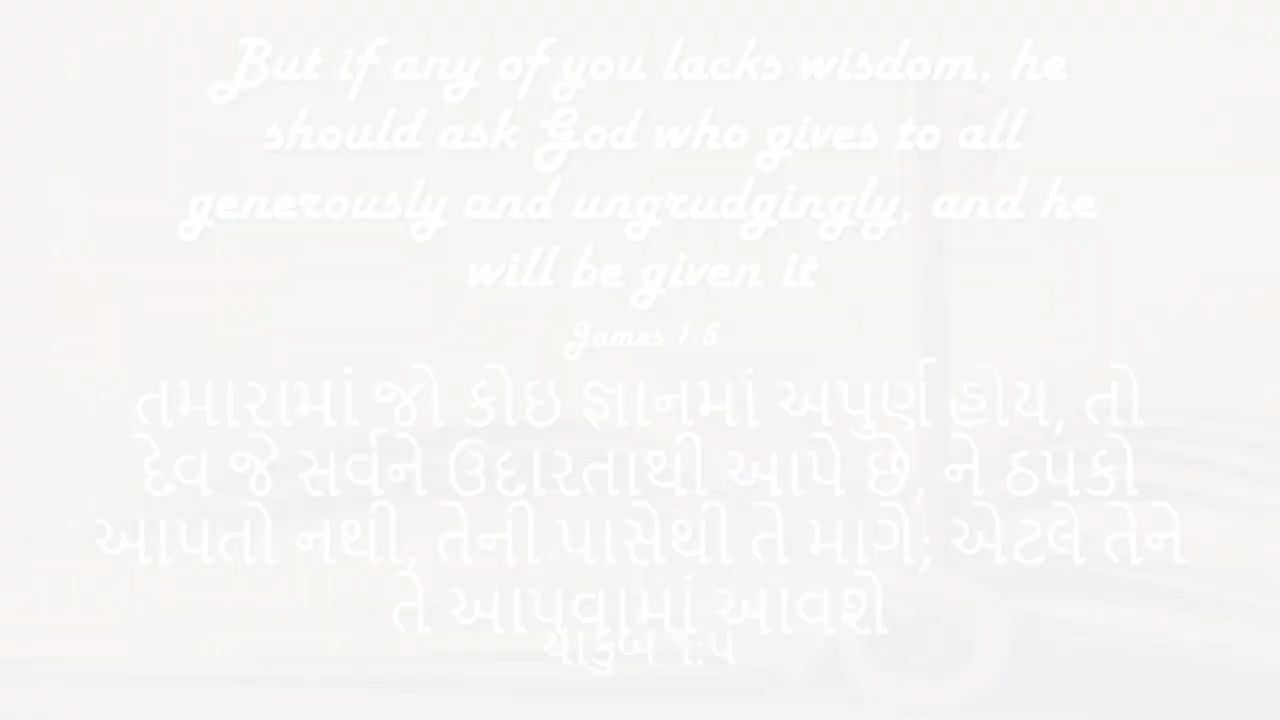 But if any of you lacks wisdom, he
should ask God who gives to all
generously and ungrudgingly, and he
will be given it
James 1:5
તમારામાં જો કોઇ જ્ઞાનમાં અપુર્ણ હોય, તો
દેવ જે સર્વને ઉદારતાથી આપે છે, ને ઠપકો
આપતો નથી, તેની પાસેથી તે માગે; એટલે તેને
તે આપવામાં આવશે
યાકુબ ૧:૫